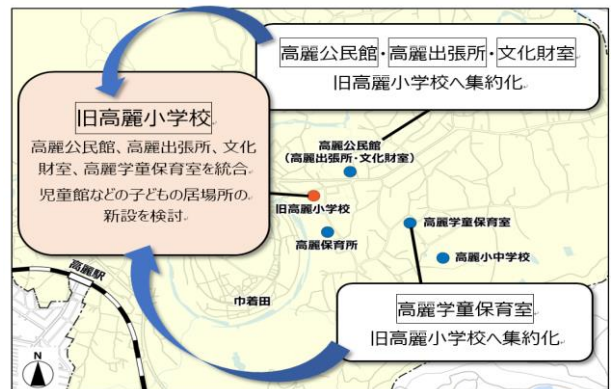 高麗公民館・高麗出張所・文化財室
旧高麗小学校へ集約化
旧高麗小学校
高麗公民館、高麗出張所、文化
財室、高麗学童保育室を統合
児童館などの子どもの居場所の
新設を検討
高麗公民館
(高麗出張所・文化財室)
旧高麗小学校
高麗保育所
高麗学童保育室
高麗小中学校
高麗駅
巾着田
高麗学童保育室
旧高麗小学校へ集約化
N